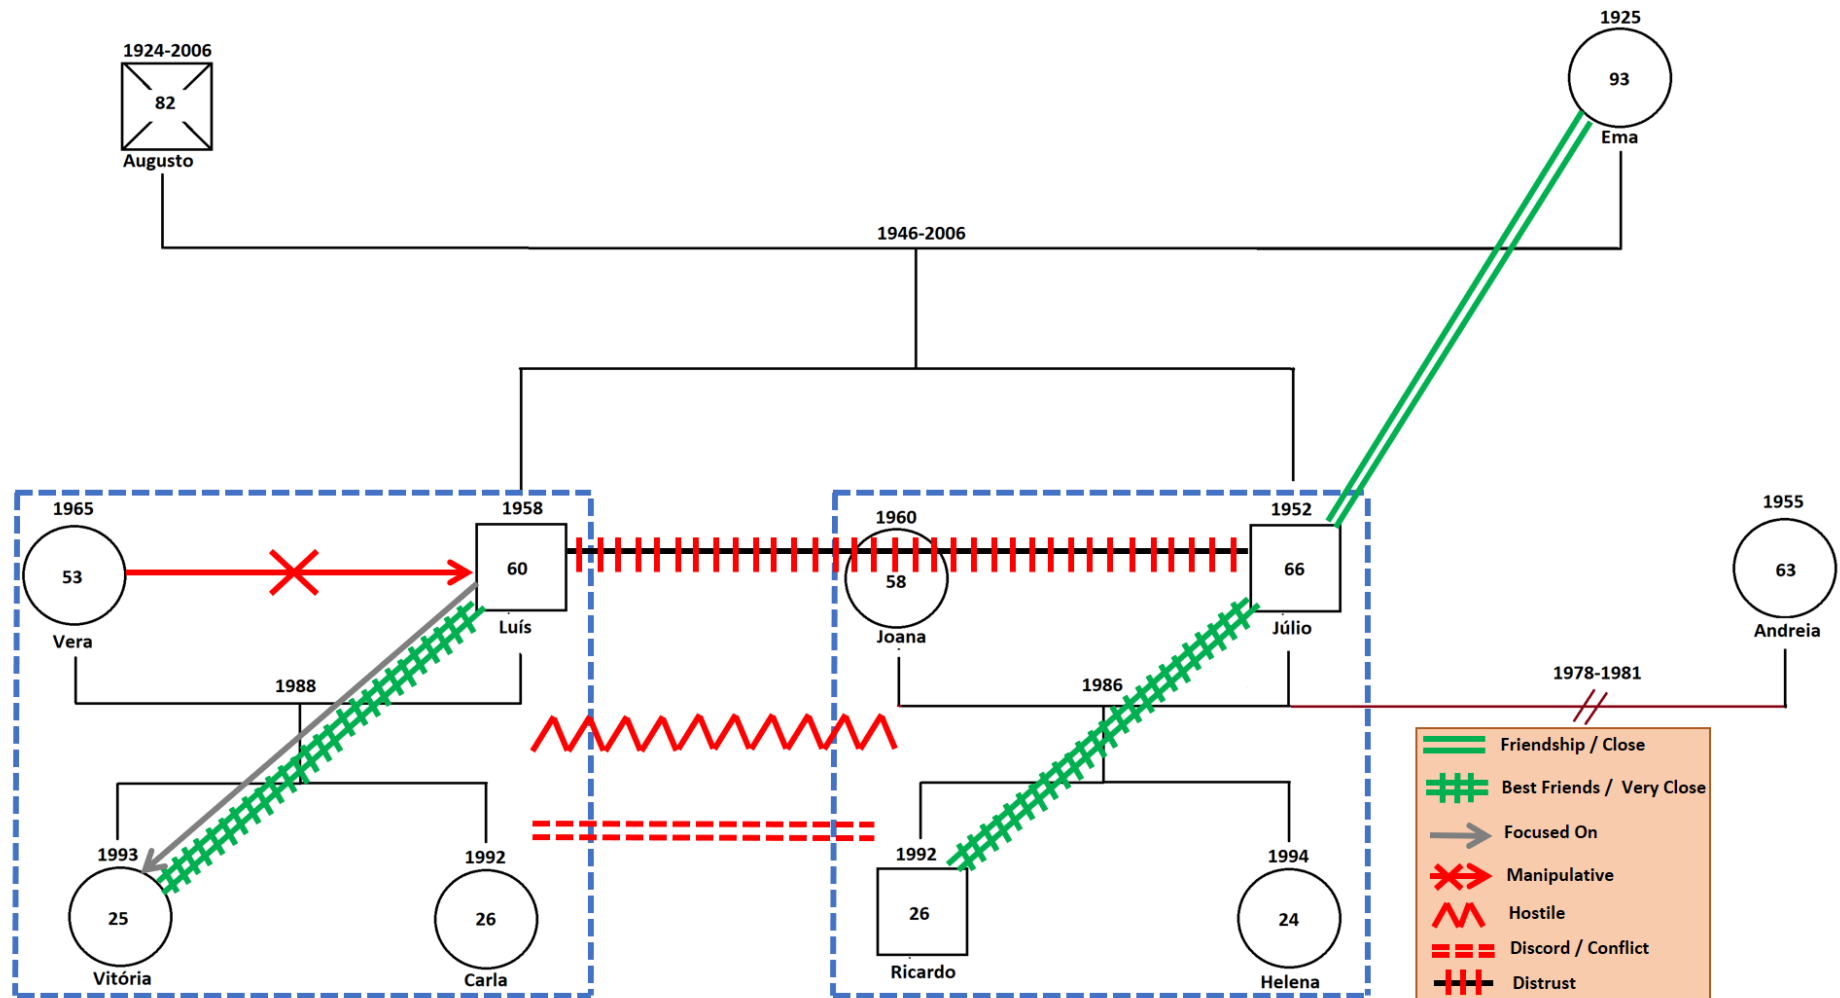 1925
1924-2006
93
82
Ema
Augusto
1946-2006
1965
1958
1960
1952
1955
53
60
58
66
63
Vera
Luís
Joana
Júlio
Andreia
1988
1986
1978-1981
Friendship / Close
Best Friends / Very Close
Focused On
Manipulative
Hostile
Discord / Conflict
Distrust
1993
1992
1992
1994
25
26
26
24
Vitória
Carla
Ricardo
Helena